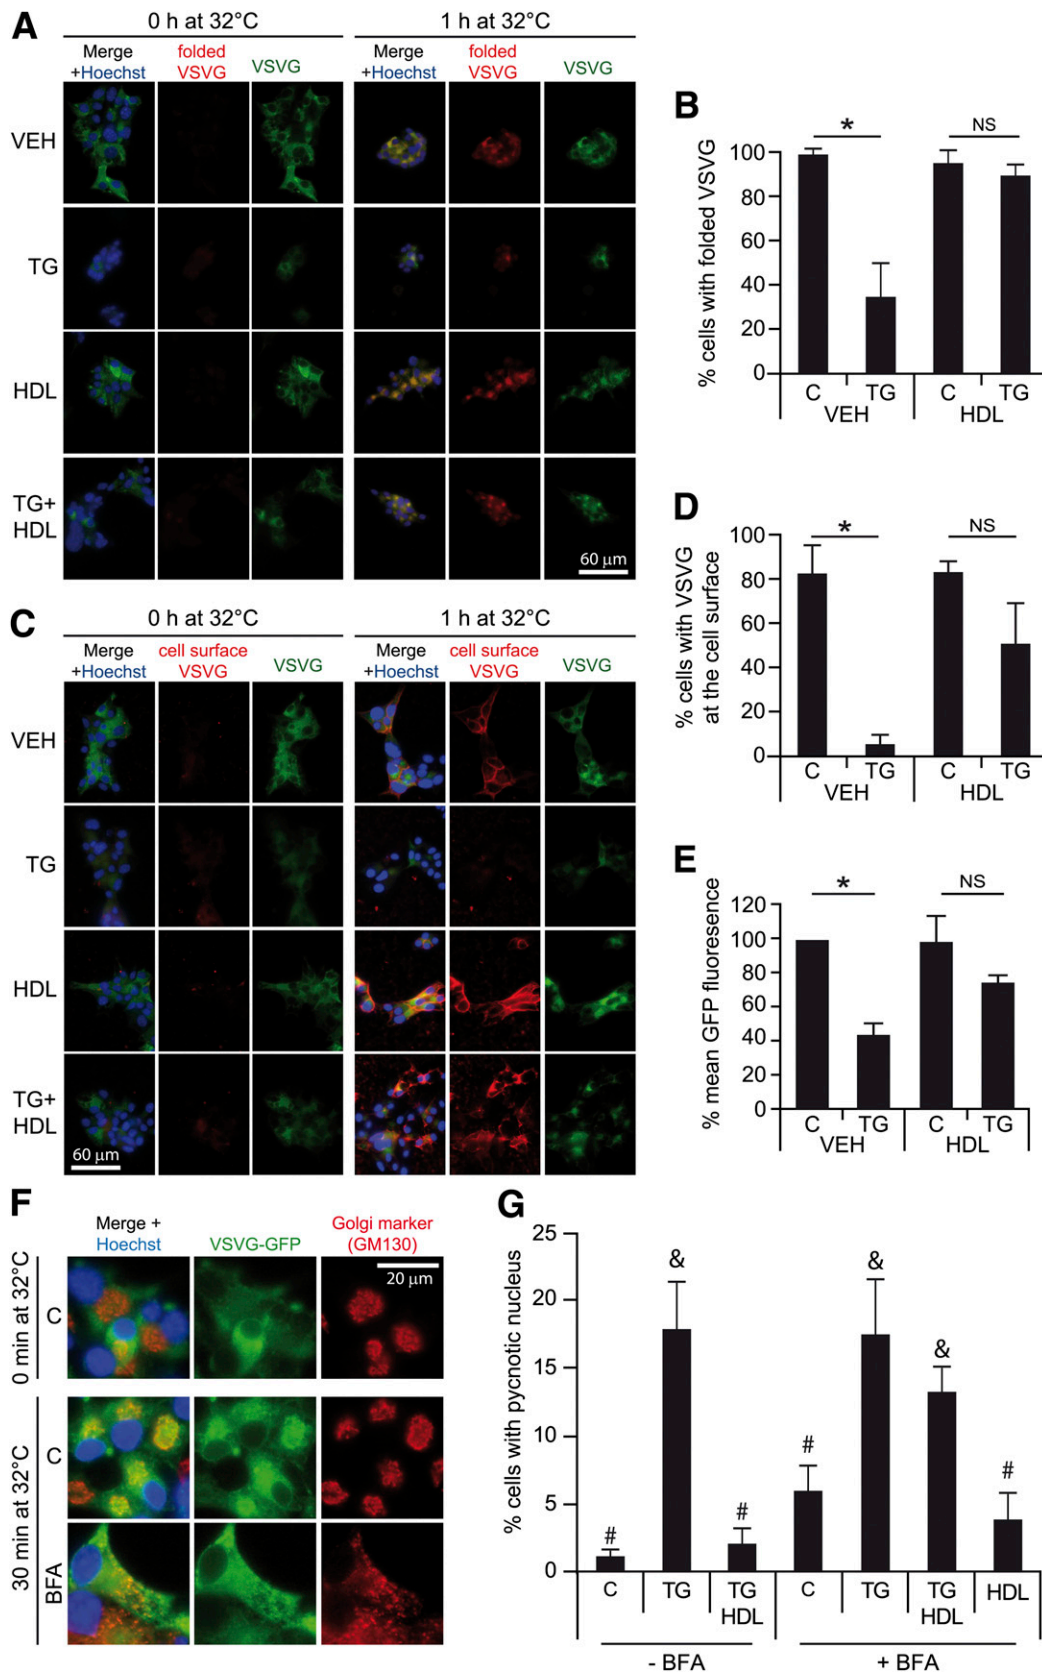 A
0 h at 32°C
1 h at 32°C
Merge
+Hoechst
folded
VSVG
VSVG
Merge
+Hoechst
folded
VSVG
VSVG
VEH
TG
HDL
TG+
HDL
60 µm
B
% cells with folded VSVG
100
80
60
40
20
0
*
NS
C
TG
C
TG
VEH
HDL
C
0 h at 32°C
1 h at 32°C
Merge
+Hoechst
cell surface
VSVG
VSVG
Merge
+Hoechst
cell surface
VSVG
VSVG
VEH
TG
HDL
TG+
HDL
60 µm
D
% cells with VSVG
at the cell surface
100
80
60
40
20
0
*
NS
C
TG
C
TG
VEH
HDL
E
% mean GFP fluoresence
120
100
80
60
40
20
0
*
NS
C
TG
C
TG
VEH
HDL
F
Merge +
Hoechst
VSVG-GFP
Golgi marker
(GM130)
20 µm
0 min at 32°C
C
30 min at 32°C
C
BFA
G
% cells with pycnotic nucleus
25
20
15
10
5
0
#
&
#
#
&
&
#
C
TG
TG
HDL
C
TG
TG
HDL
HDL
- BFA
+ BFA